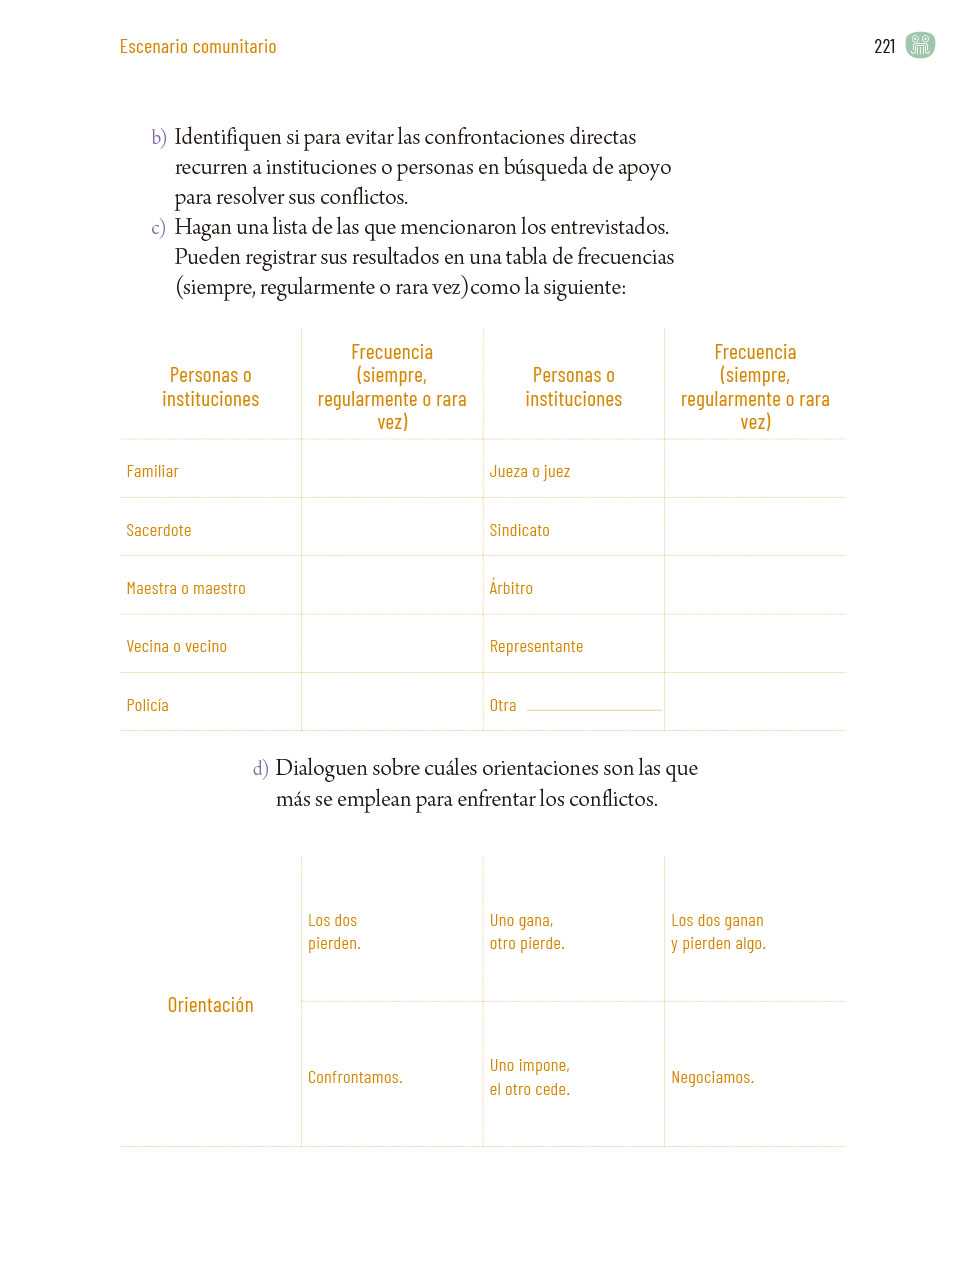 Escenario comunitario
221
b) Identifiquen si para evitar las confrontaciones directas
recurren a instituciones o personas en búsqueda de apoyo
para resolver sus conflictos.
c) Hagan una lista de las que mencionaron los entrevistados.
Pueden registrar sus resultados en una tabla de frecuencias
(siempre, regularmente o rara vez)como la siguiente:
Personas o
instituciones
Frecuencia
(siempre,
regularmente o rara
vez)
Personas o
instituciones
Frecuencia
(siempre,
regularmente o rara
vez)
Familiar
Jueza o juez
Sacerdote
Sindicato
Maestra o maestro
Árbitro
Vecina o vecino
Representante
Policía
Otra
d) Dialoguen sobre cuáles orientaciones son las que
más se emplean para enfrentar los conflictos.
Orientación
Los dos
pierden.
Uno gana,
otro pierde.
Los dos ganan
y pierden algo.
Confrontamos.
Uno impone,
el otro cede.
Negociamos.